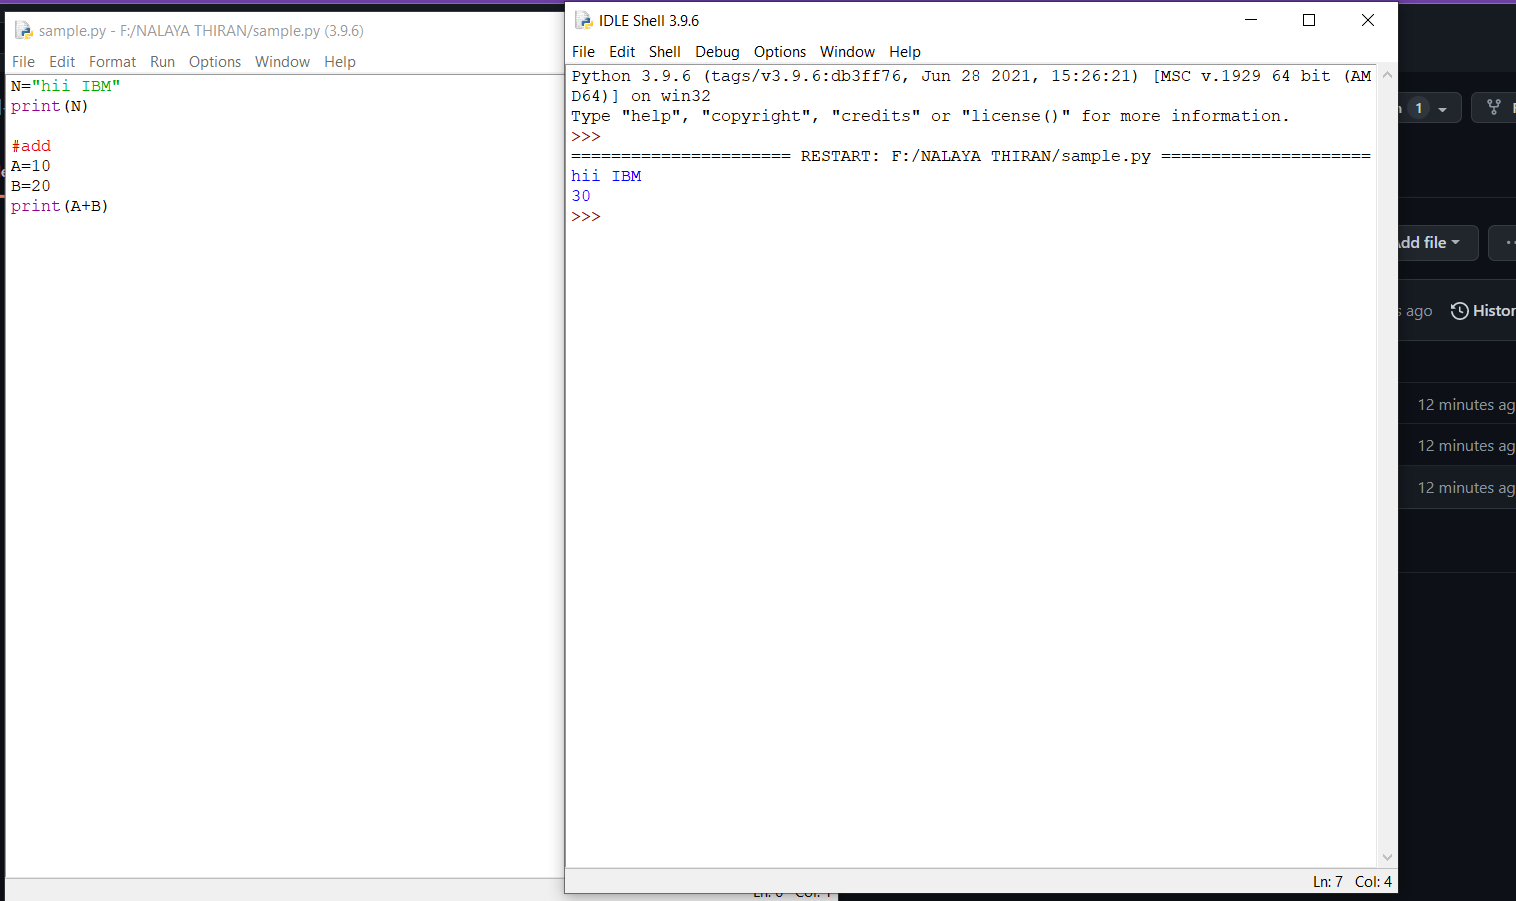 sample.py - F:/NALAYA THIRAN/sample.py (3.9.6)
File Edit Format Run Options Window Help
N="hii IBM"
print(N)
#add
A=10
B=20
print(A+B)
IDLE Shell 3.9.6
File Edit Shell Debug Options Window Help
Python 3.9.6 (tags/v3.9.6:db3ff76, Jun 28 2021, 15:26:21) [MSC v.1929 64 bit (AM
D64)] on win32
Type "help", "copyright", "credits" or "license()" for more information.
>>>
====================== RESTART: F:/NALAYA THIRAN/sample.py =====================
hii IBM
30
>>>
Ln: 7 Col: 4
1
dd file
s ago Histor
12 minutes ag
12 minutes ag
12 minutes ag